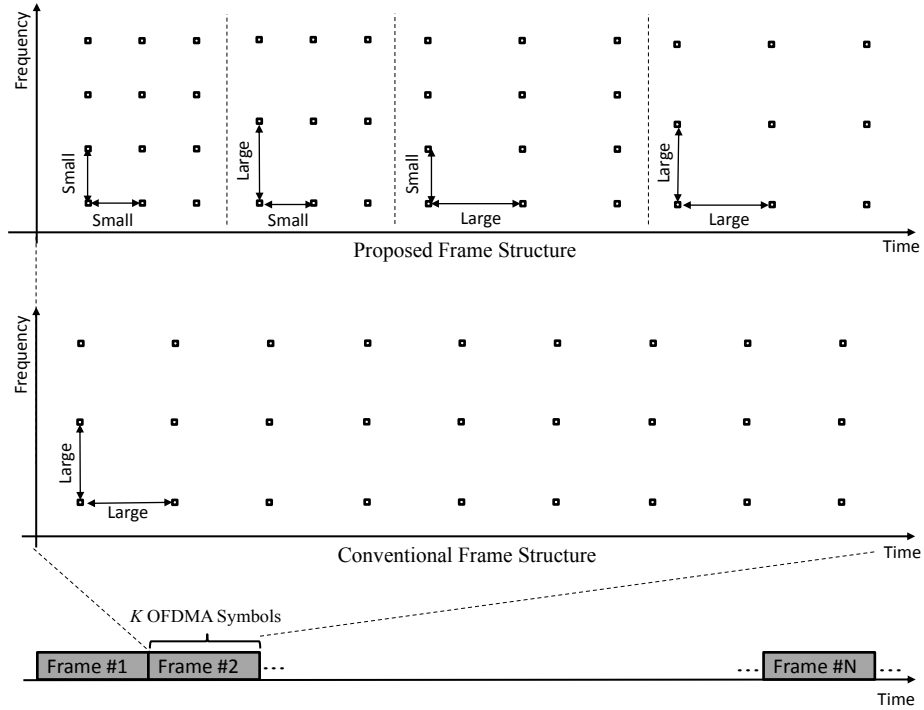 Frequency
Small
Small
Large
Small
Small
Large
Large
Large
Time
Proposed Frame Structure
Frequency
Large
Large
Time
Conventional Frame Structure
K OFDMA Symbols
Frame #1
Frame #2
...
...
Frame #N
...
Time